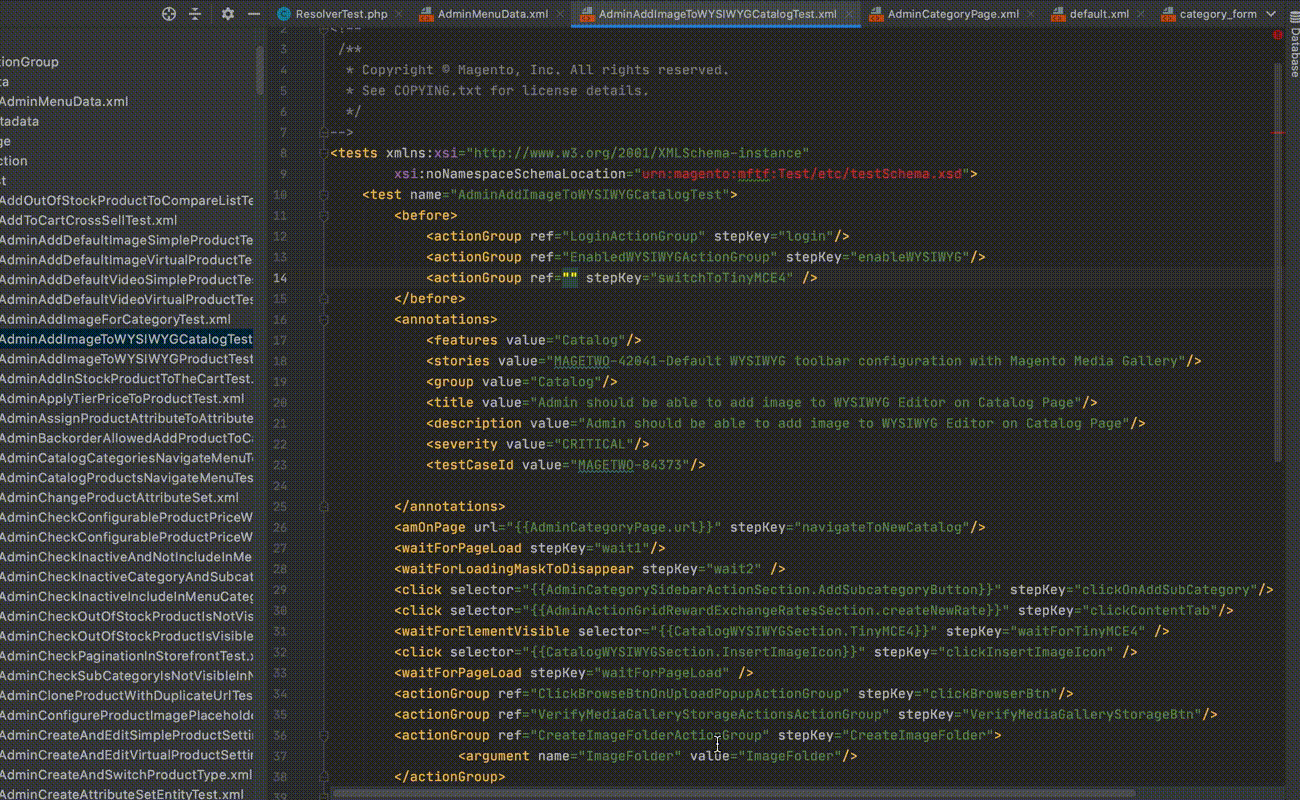 ResolverTest.php
AdminMenuData.xml
AdminAddImageToWYSIWYGCatalogTest.xml
AdminCategoryPage.xml
default.xml
category_form
Database
ionGroup
ta
AdminMenuData.xml
tadata
ge
ction
st
AddOutOfStockProductToCompareListTe
AddToCartCrossSellTest.xml
AdminAddDefaultImageSimpleProductTe
AdminAddDefaultImageVirtualProductTe
AdminAddDefaultVideoSimpleProductTes
AdminAddDefaultVideoVirtualProductTes
AdminAddImageForCategoryTest.xml
AdminAddImageToWYSIWYGCatalogTest
AdminAddImageToWYSIWYGProductTest
AdminAddInStockProductToTheCartTest.
AdminApplyTierPriceToProductTest.xml
AdminAssignProductAttributeToAttribute
AdminBackorderAllowedAddProductToCa
AdminCatalogCategoriesNavigateMenuT
AdminCatalogProductsNavigateMenuTes
AdminChangeProductAttributeSet.xml
AdminCheckConfigurableProductPriceW
AdminCheckConfigurableProductPriceW
AdminCheckInactiveAndNotIncludeInMe
AdminCheckInactiveCategoryAndSubcat
AdminCheckInactiveIncludeInMenuCateg
AdminCheckOutOfStockProductIsNotVis
AdminCheckOutOfStockProductIsVisible
AdminCheckPaginationInStorefrontTest.x
AdminCheckSubCategoryIsNotVisibleInN
AdminCloneProductWithDuplicateUrlTes
AdminConfigureProductImagePlaceholde
AdminCreateAndEditSimpleProductSetti
AdminCreateAndEditVirtualProductSettin
AdminCreateAndSwitchProductType.xml
AdminCreateAttributeSetEntityTest.xml
2 <!--
3 /**
4 * Copyright © Magento, Inc. All rights reserved.
5 * See COPYING.txt for license details.
6 */
7 -->
8 <tests xmlns:xsi="http://www.w3.org/2001/XMLSchema-instance"
9 xsi:noNamespaceSchemaLocation="urn:magento:mftf:Test/etc/testSchema.xsd">
10 <test name="AdminAddImageToWYSIWYGCatalogTest">
11 <before>
12 <actionGroup ref="LoginActionGroup" stepKey="login"/>
13 <actionGroup ref="EnabledWYSIWYGActionGroup" stepKey="enableWYSIWYG"/>
14 <actionGroup ref="" stepKey="switchToTinyMCE4" />
15 </before>
16 <annotations>
17 <features value="Catalog"/>
18 <stories value="MAGETWO-42041-Default WYSIWYG toolbar configuration with Magento Media Gallery"/>
19 <group value="Catalog"/>
20 <title value="Admin should be able to add image to WYSIWYG Editor on Catalog Page"/>
21 <description value="Admin should be able to add image to WYSIWYG Editor on Catalog Page"/>
22 <severity value="CRITICAL"/>
23 <testCaseId value="MAGETWO-84373"/>
24
25 </annotations>
26 <amOnPage url="{{AdminCategoryPage.url}}" stepKey="navigateToNewCatalog"/>
27 <waitForPageLoad stepKey="wait1"/>
28 <waitForLoadingMaskToDisappear stepKey="wait2" />
29 <click selector="{{AdminCategorySidebarActionSection.AddSubcategoryButton}}" stepKey="clickOnAddSubCategory"/>
30 <click selector="{{AdminActionGridRewardExchangeRatesSection.createNewRate}}" stepKey="clickContentTab"/>
31 <waitForElementVisible selector="{{CatalogWYSIWYGSection.TinyMCE4}}" stepKey="waitForTinyMCE4" />
32 <click selector="{{CatalogWYSIWYGSection.InsertImageIcon}}" stepKey="clickInsertImageIcon" />
33 <waitForPageLoad stepKey="waitForPageLoad" />
34 <actionGroup ref="ClickBrowseBtnOnUploadPopupActionGroup" stepKey="clickBrowserBtn"/>
35 <actionGroup ref="VerifyMediaGalleryStorageActionsActionGroup" stepKey="VerifyMediaGalleryStorageBtn"/>
36 <actionGroup ref="CreateImageFolderActionGroup" stepKey="CreateImageFolder">
37 <argument name="ImageFolder" value="ImageFolder"/>
38 </actionGroup>
39